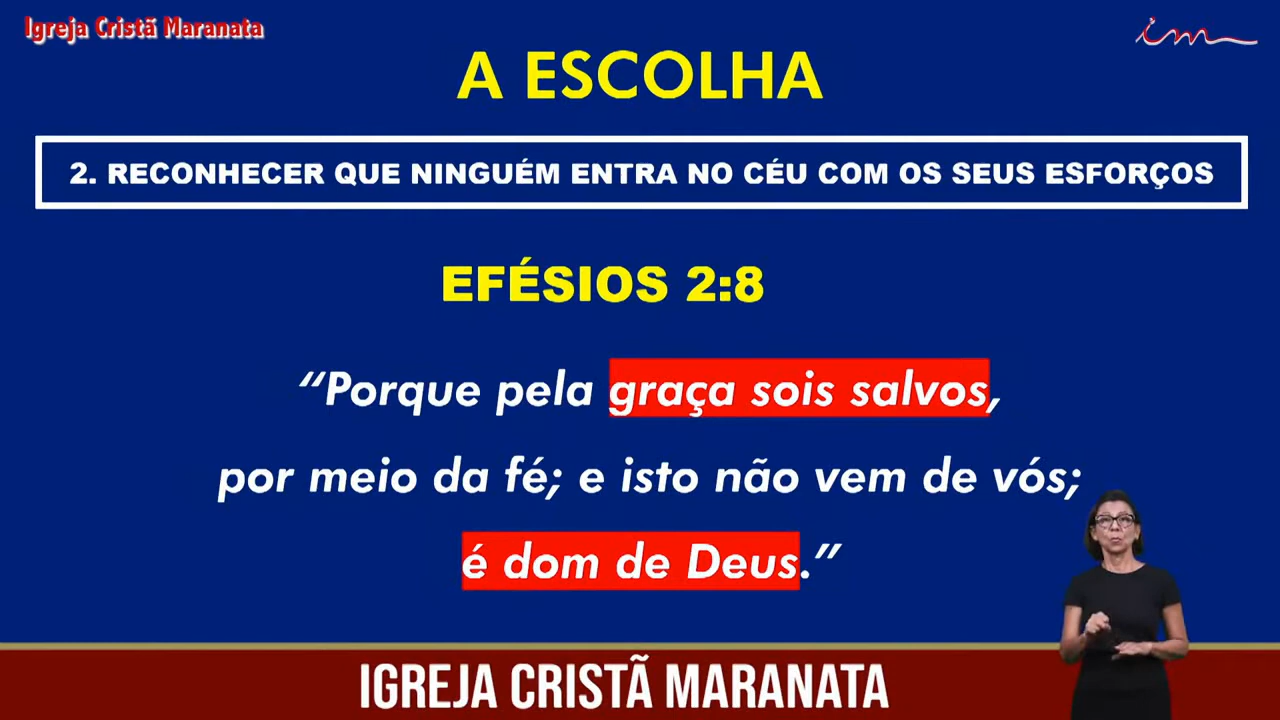 Igreja Cristã Maranata
im
A ESCOLHA
2. RECONHECER QUE NINGUÉM ENTRA NO CÉU COM OS SEUS ESFORÇOS
EFÉSIOS 2:8
“Porque pela graça sois salvos,
por meio da fé; e isto não vem de vós;
é dom de Deus.”
IGREJA CRISTÃ MARANATA